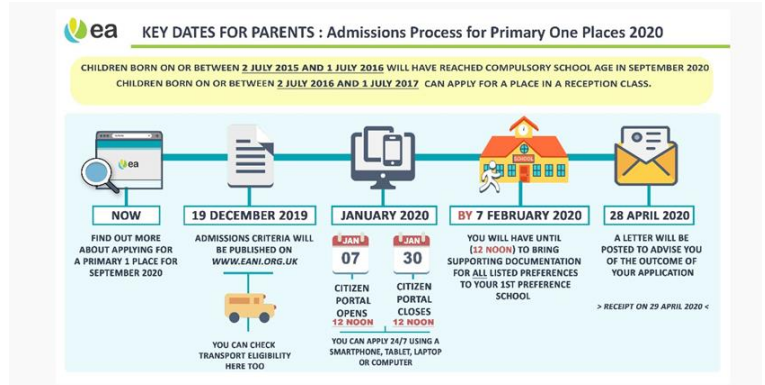 ea
KEY DATES FOR PARENTS : Admissions Process for Primary One Places 2020
CHILDREN BORN ON OR BETWEEN 2 JULY 2015 AND 1 JULY 2016 WILL HAVE REACHED COMPULSORY SCHOOL AGE IN SEPTEMBER 2020
CHILDREN BORN ON OR BETWEEN 2 JULY 2016 AND 1 JULY 2017 CAN APPLY FOR A PLACE IN A RECEPTION CLASS.
ea
NOW
FIND OUT MORE
ABOUT APPLYING FOR
A PRIMARY 1 PLACE FOR
SEPTEMBER 2020
19 DECEMBER 2019
ADMISSIONS CRITERIA WILL
BE PUBLISHED ON
WWW.EANI.ORG.UK
YOU CAN CHECK
TRANSPORT ELIGIBILITY
HERE TOO
JANUARY 2020
JAN
07
CITIZEN
PORTAL
OPENS
12 NOON
JAN
30
CITIZEN
PORTAL
CLOSES
12 NOON
YOU CAN APPLY 24/7 USING A
SMARTPHONE, TABLET, LAPTOP
OR COMPUTER
SCHOOL
BY 7 FEBRUARY 2020
YOU WILL HAVE UNTIL
(12 NOON) TO BRING
SUPPORTING DOCUMENTATION
FOR ALL LISTED PREFERENCES
TO YOUR 1ST PREFERENCE
SCHOOL
28 APRIL 2020
A LETTER WILL BE
POSTED TO ADVISE YOU
OF THE OUTCOME OF
YOUR APPLICATION
> RECEIPT ON 29 APRIL 2020 <